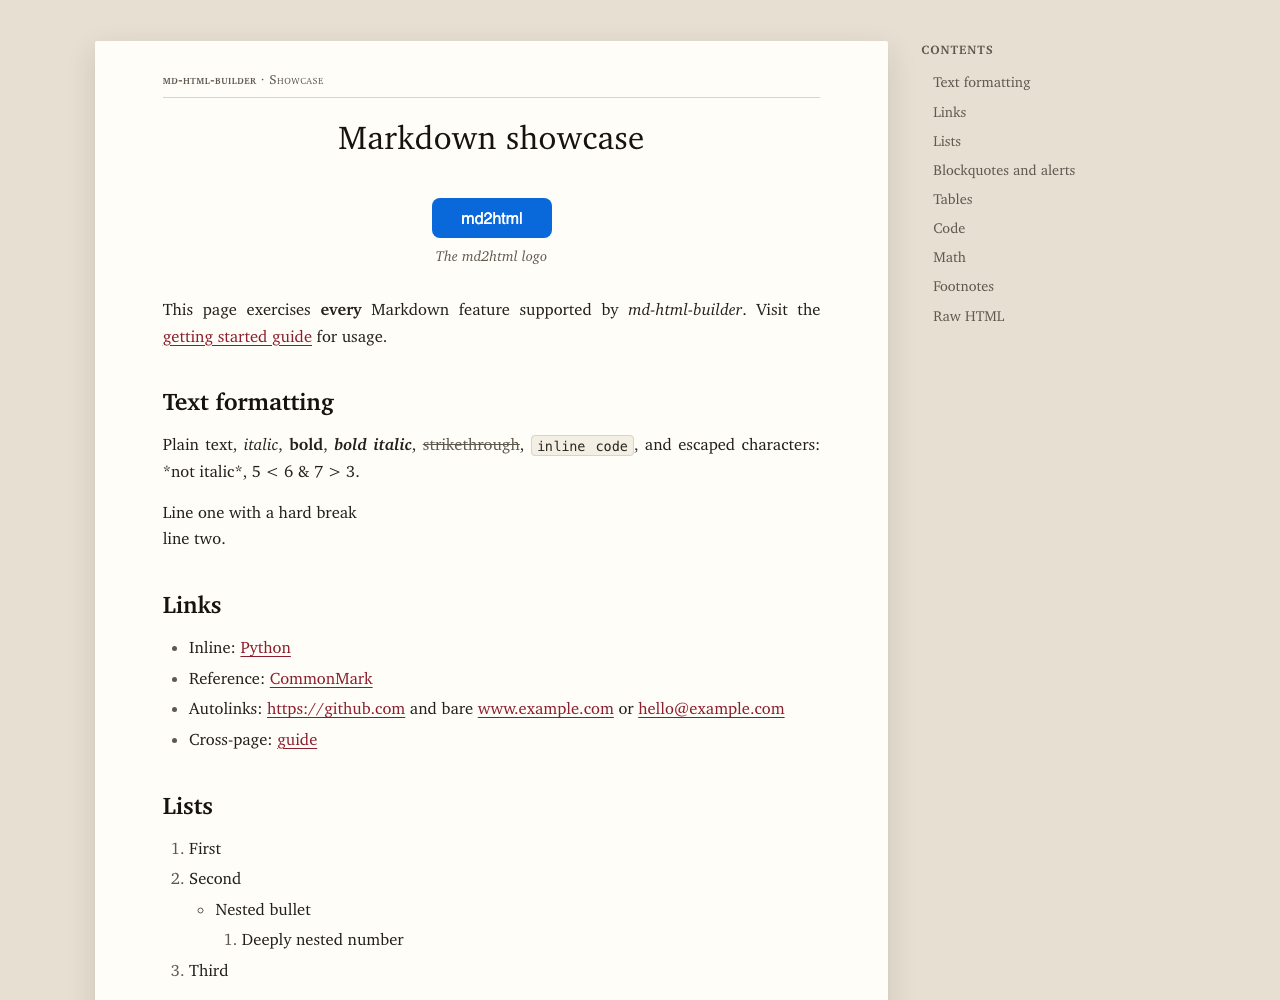 md-html-builder · Showcase
Markdown showcase
md2html
The md2html logo
This page exercises every Markdown feature supported by md-html-builder. Visit the
getting started guide for usage.
Text formatting
Plain text, italic, bold, bold italic, strikethrough, inline code, and escaped characters:
*not italic*, 5 < 6 & 7 > 3.
Line one with a hard break
line two.
Links
• Inline: Python
• Reference: CommonMark
• Autolinks: https://github.com and bare www.example.com or hello@example.com
• Cross-page: guide
Lists
1. First
2. Second
◦ Nested bullet
1. Deeply nested number
3. Third
CONTENTS
Text formatting
Links
Lists
Blockquotes and alerts
Tables
Code
Math
Footnotes
Raw HTML